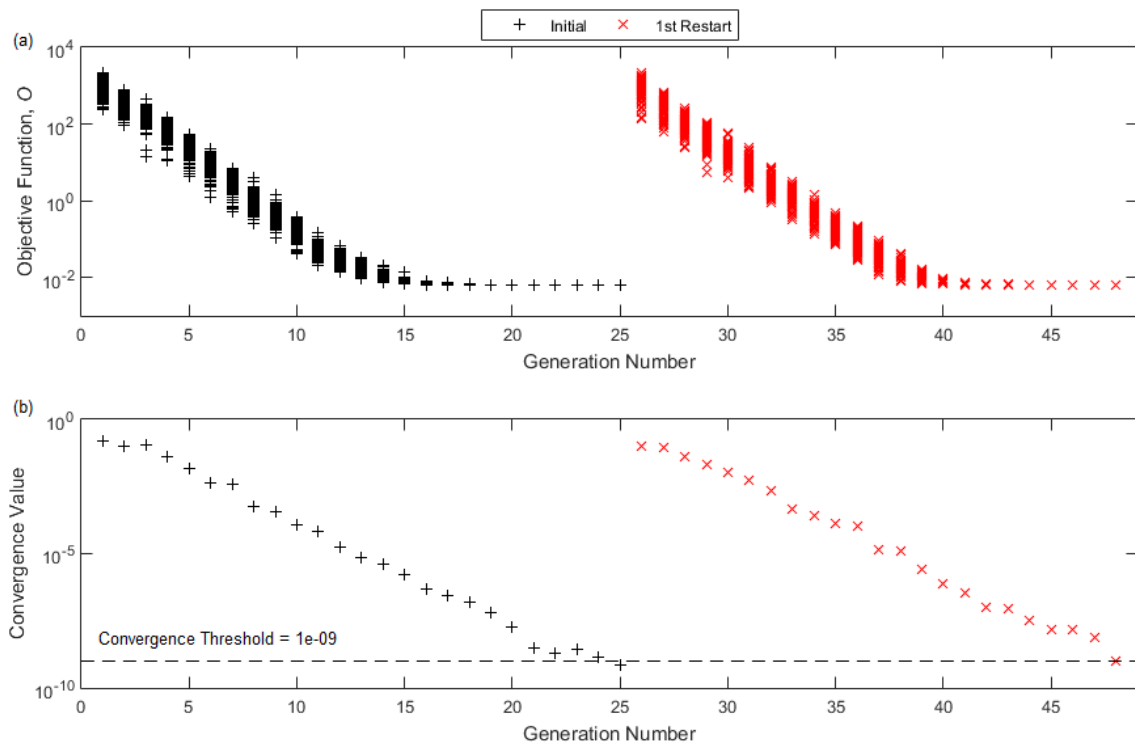 Initial 1st Restart
(a)
Objective Function, O
10^4
10^2
10^0
10^-2
0 5 10 15 20 25 30 35 40 45
Generation Number
(b)
Convergence Value
10^0
10^-5
10^-10
Convergence Threshold = 1e-09
0 5 10 15 20 25 30 35 40 45
Generation Number